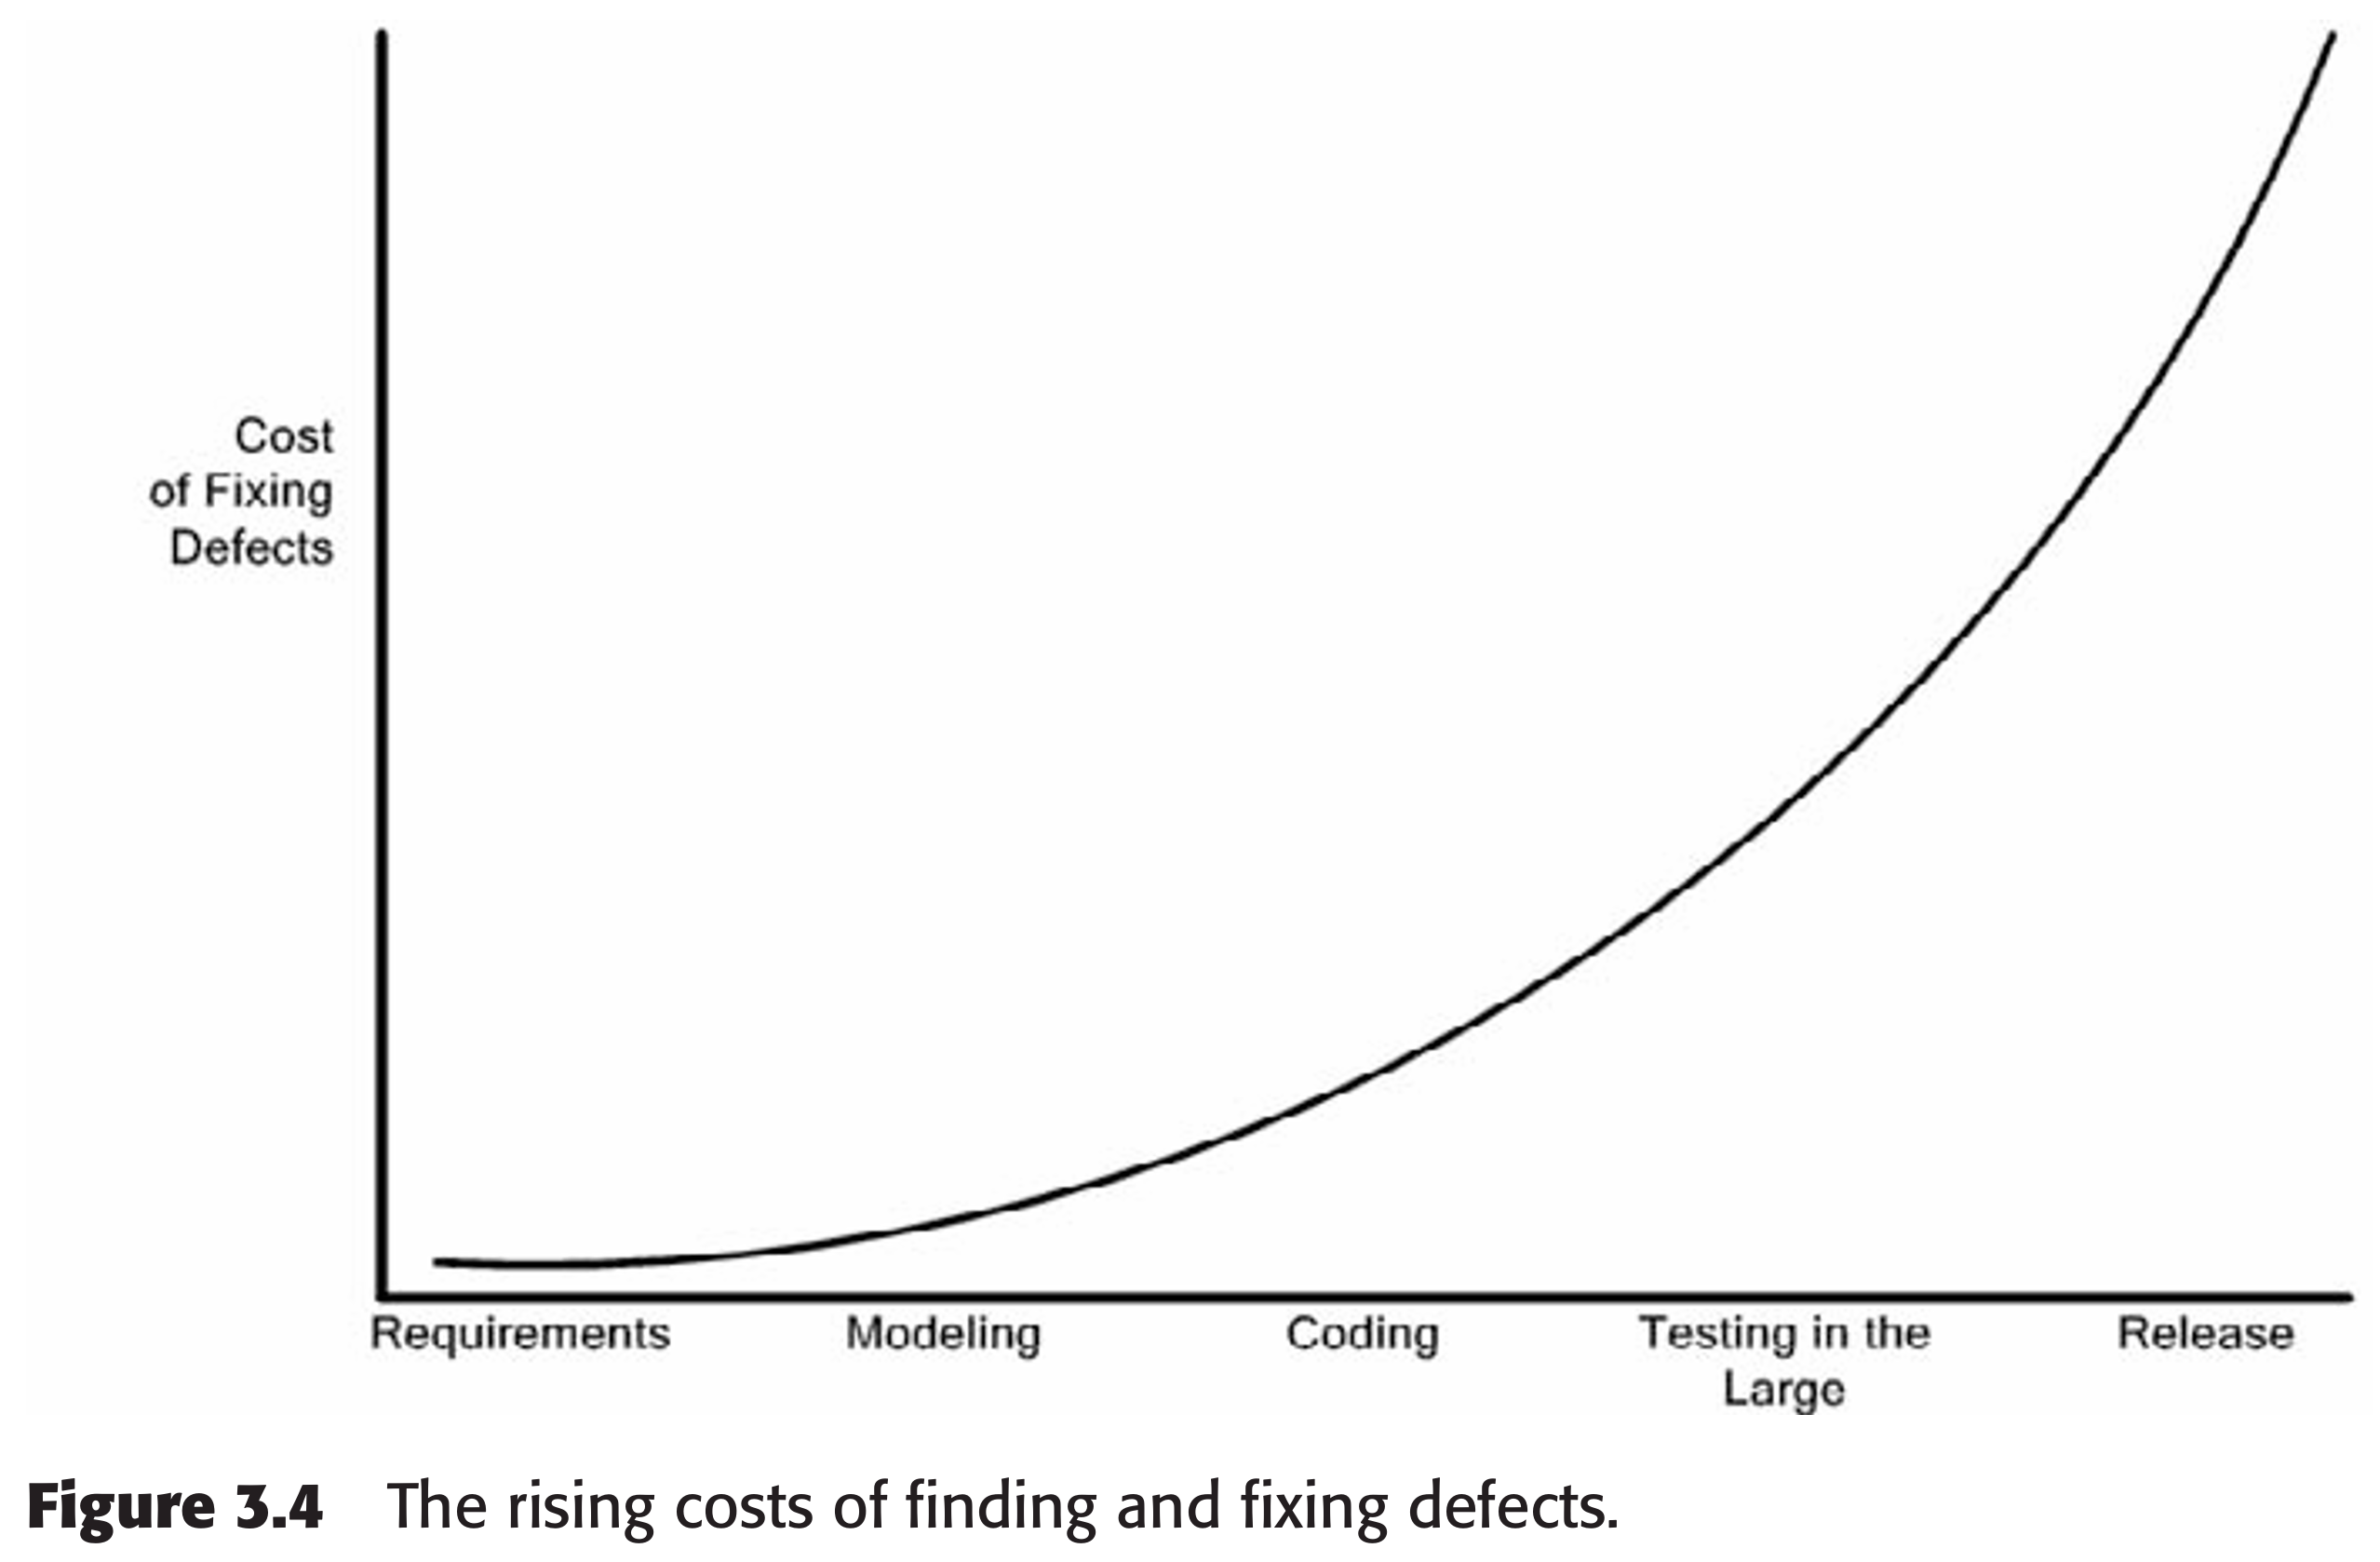 Cost
of Fixing
Defects
Requirements Modeling Coding Testing in the Release
Large
Figure 3.4 The rising costs of finding and fixing defects.